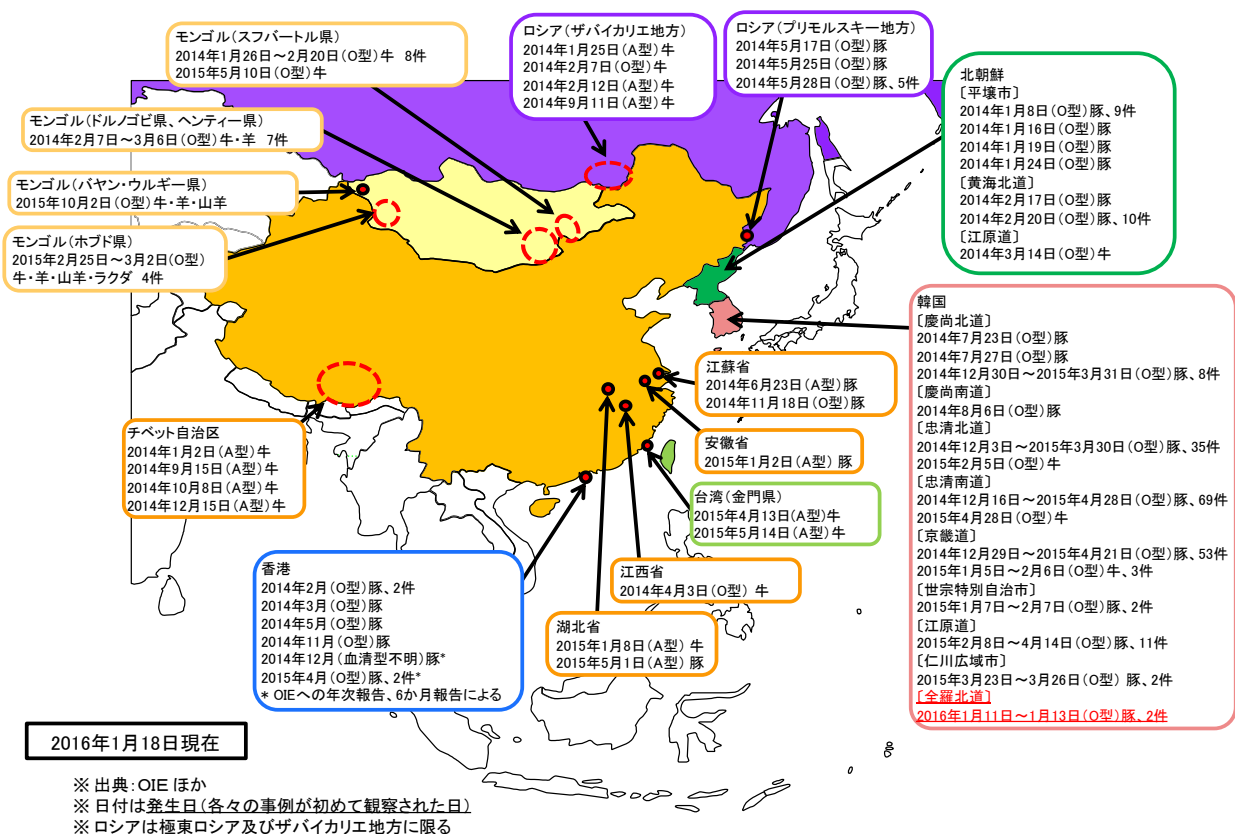 モンゴル（スフバートル県）
2014年1月26日～2月20日（O型）牛　8件
2015年5月10日（O型）牛
ロシア（ザバイカリエ地方）
2014年1月25日（A型）牛
2014年2月7日（O型）牛
2014年2月12日（A型）牛
2014年9月11日（A型）牛
ロシア（プリモルスキー地方）
2014年5月17日（O型）豚
2014年5月25日（O型）豚
2014年5月28日（O型）豚、5件
北朝鮮
〔平壌市〕
2014年1月8日（O型）豚、9件
2014年1月16日（O型）豚
2014年1月19日（O型）豚
2014年1月24日（O型）豚
〔黄海北道〕
2014年2月17日（O型）豚
2014年2月20日（O型）豚、10件
〔江原道〕
2014年3月14日（O型）牛
モンゴル（ドルノゴビ県、ヘンティー県）
2014年2月7日～3月6日（O型）牛・羊　7件
モンゴル（バヤン・ウルギー県）
2015年10月2日（O型）牛・羊・山羊
モンゴル（ホブド県）
2015年2月25日～3月2日（O型）
牛・羊・山羊・ラクダ　4件
韓国
〔慶尚北道〕
2014年7月23日（O型）豚
2014年7月27日（O型）豚
2014年12月30日～2015年3月31日（O型）豚、8件
〔慶尚南道〕
2014年8月6日（O型）豚
〔忠清北道〕
2014年12月3日～2015年3月30日（O型）豚、35件
2015年2月5日（O型）牛
〔忠清南道〕
2014年12月16日～2015年4月28日（O型）豚、69件
2015年4月28日（O型）牛
〔京畿道〕
2014年12月29日～2015年4月21日（O型）豚、53件
2015年1月5日～2月6日（O型）牛、3件
〔世宗特別自治市〕
2015年1月7日～2月7日（O型）豚、2件
〔江原道〕
2015年2月8日～4月14日（O型）豚、11件
〔仁川広域市〕
2015年3月23日～3月26日（O型）豚、2件
〔全羅北道〕
2016年1月11日～1月13日（O型）豚、2件
江蘇省
2014年6月23日（A型）豚
2014年11月18日（O型）豚
安徽省
2015年1月2日（A型）豚
台湾（金門県）
2015年4月13日（A型）牛
2015年5月14日（A型）牛
チベット自治区
2014年1月2日（A型）牛
2014年9月15日（A型）牛
2014年10月8日（A型）牛
2014年12月15日（A型）牛
香港
2014年2月（O型）豚、2件
2014年3月（O型）豚
2014年5月（O型）豚
2014年11月（O型）豚
2014年12月（血清型不明）豚*
2015年4月（O型）豚、2件*
* OIEへの年次報告、6か月報告による
江西省
2014年4月3日（O型）牛
湖北省
2015年1月8日（A型）牛
2015年5月1日（A型）豚
2016年1月18日現在
※ 出典：OIE ほか
※ 日付は発生日（各々の事例が初めて観察された日）
※ ロシアは極東ロシア及びザバイカリエ地方に限る